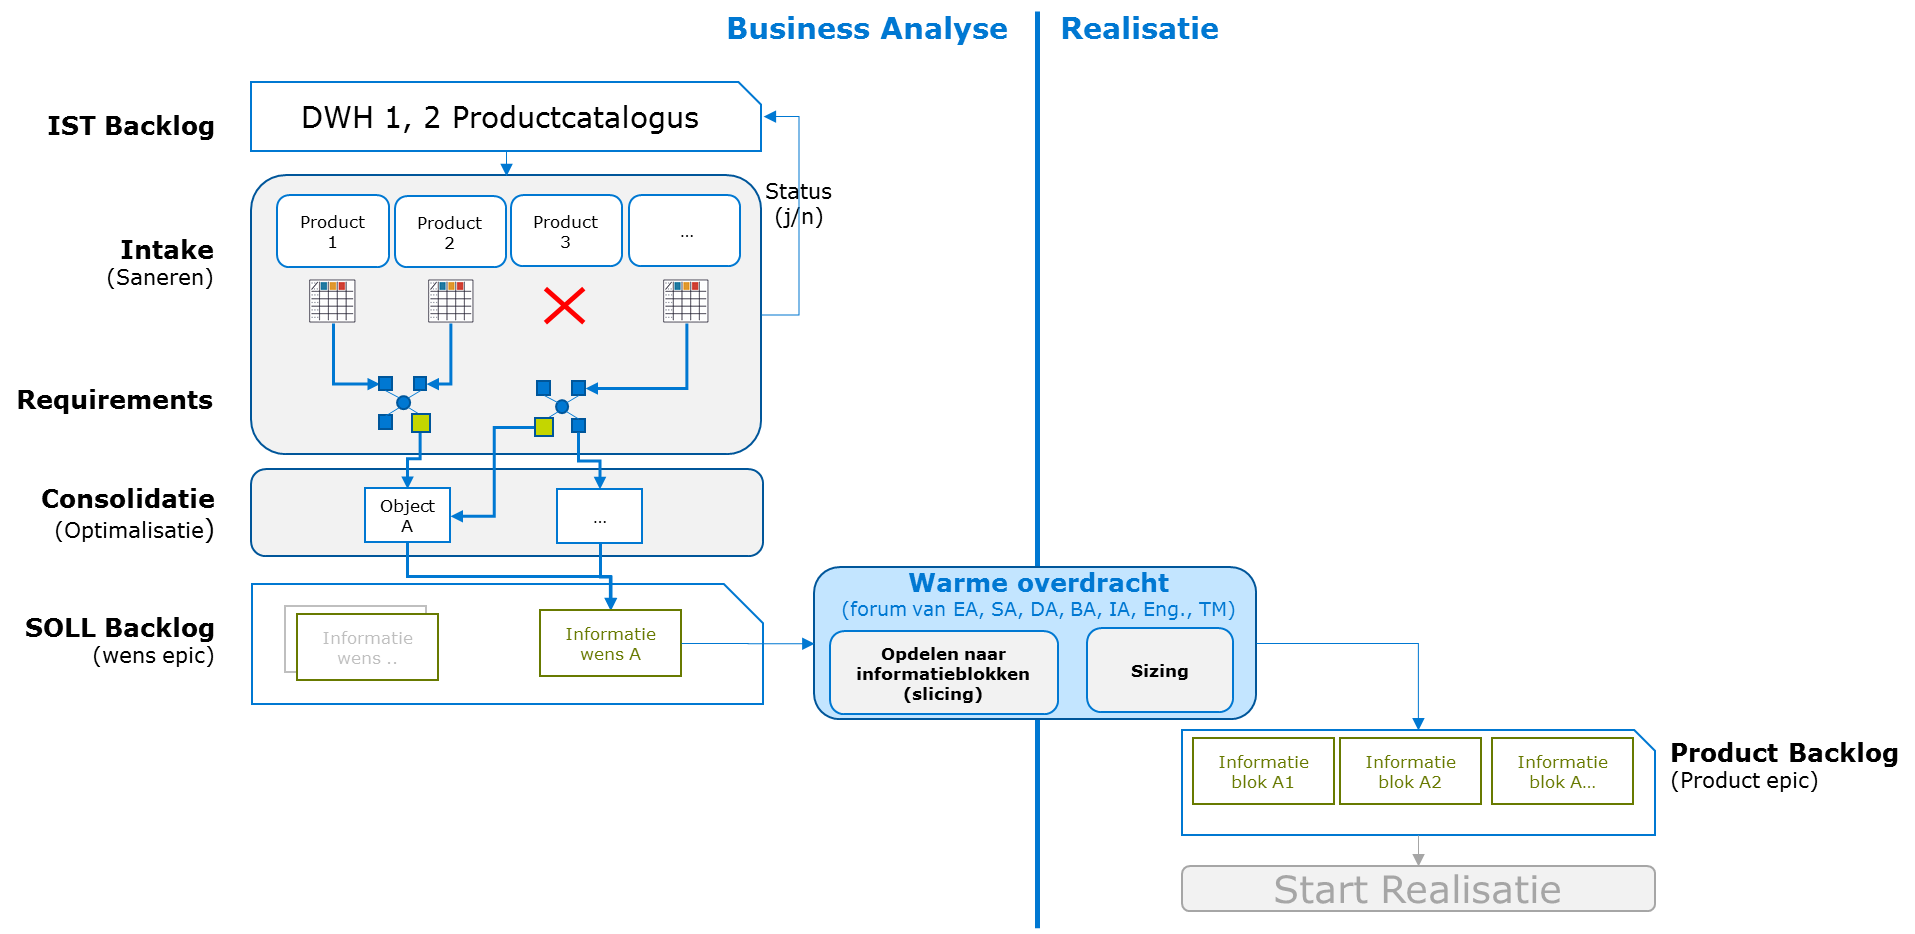 Business Analyse
Realisatie
IST Backlog
DWH 1, 2 Productcatalogus
Status
(j/n)
Intake
(Saneren)
Product
1
Product
2
Product
3
...
Requirements
Consolidatie
(Optimalisatie)
Object
A
...
SOLL Backlog
(wens epic)
Informatie
wens ..
Informatie
wens A
Warme overdracht
(forum van EA, SA, DA, BA, IA, Eng., TM)
Opdelen naar
informatieblokken
(slicing)
Sizing
Product Backlog
(Product epic)
Informatie
blok A1
Informatie
blok A2
Informatie
blok A...
Start Realisatie